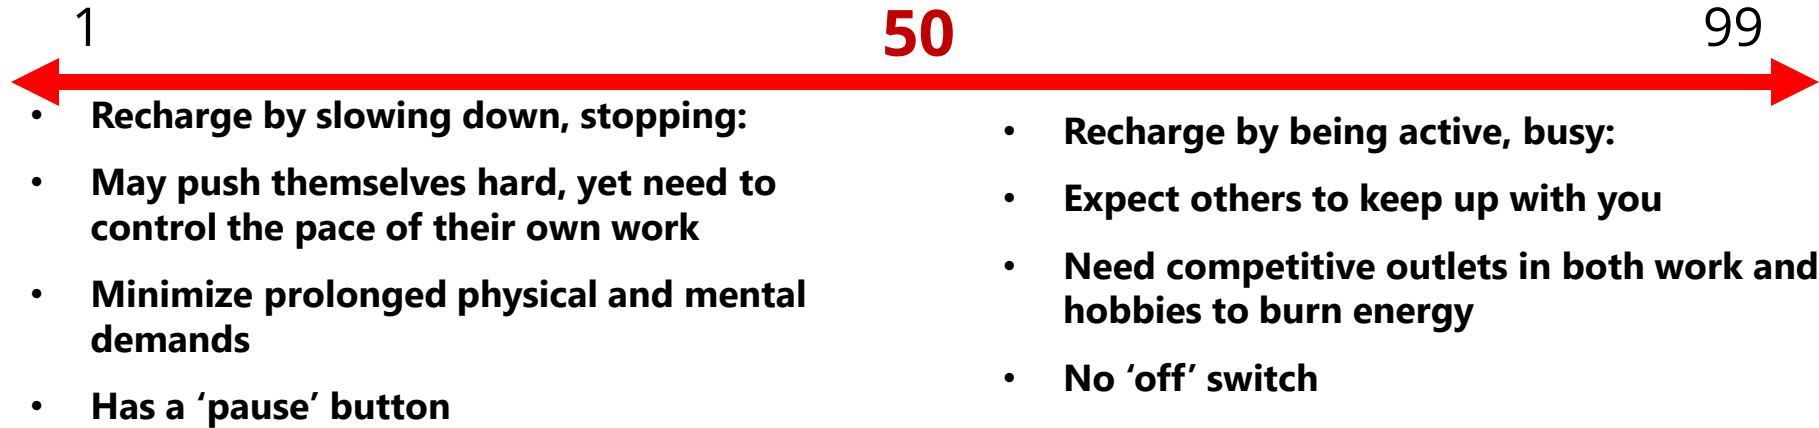 1 50 99
• Recharge by slowing down, stopping:
• May push themselves hard, yet need to
control the pace of their own work
• Minimize prolonged physical and mental
demands
• Has a ‘pause’ button
• Recharge by being active, busy:
• Expect others to keep up with you
• Need competitive outlets in both work and
hobbies to burn energy
• No ‘off’ switch